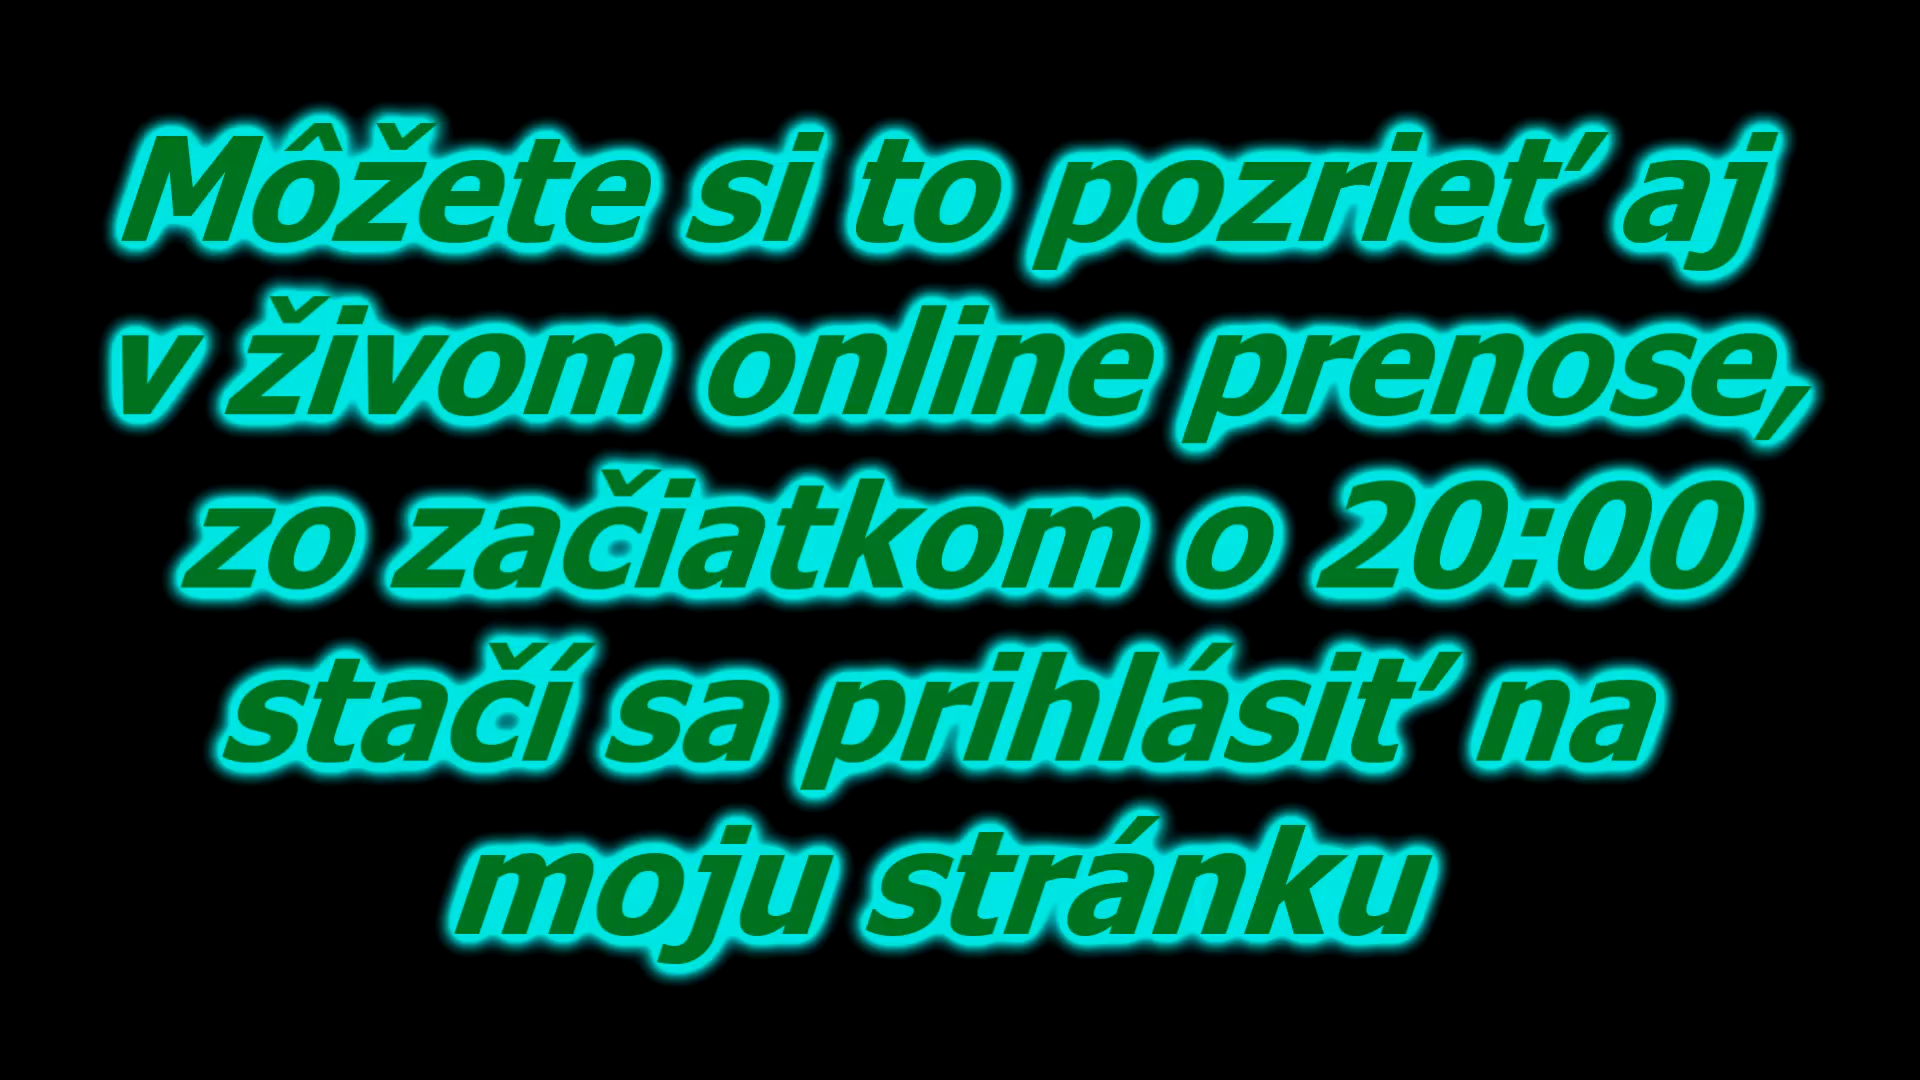 Môžete si to pozrieť aj
v živom online prenose,
zo začiatkom o 20:00
stačí sa prihlásiť na
moju stránku